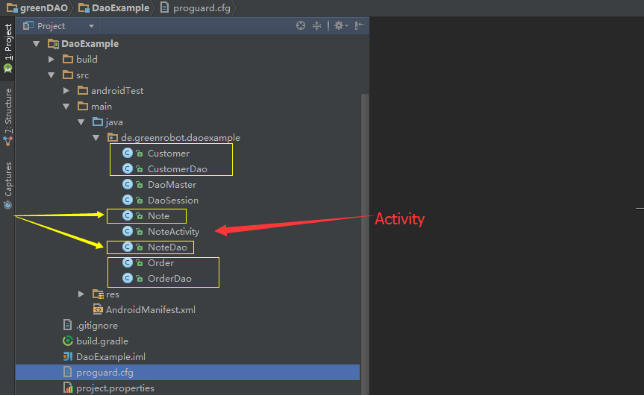 greenDAO DaoExample proguard.cfg
Project
1: Project
7: Structure
Captures
DaoExample
build
src
androidTest
main
java
de.greenrobot.daoexample
Customer
CustomerDao
DaoMaster
DaoSession
Note
NoteActivity
Activity
NoteDao
Order
OrderDao
res
AndroidManifest.xml
.gitignore
build.gradle
DaoExample.iml
proguard.cfg
project.properties